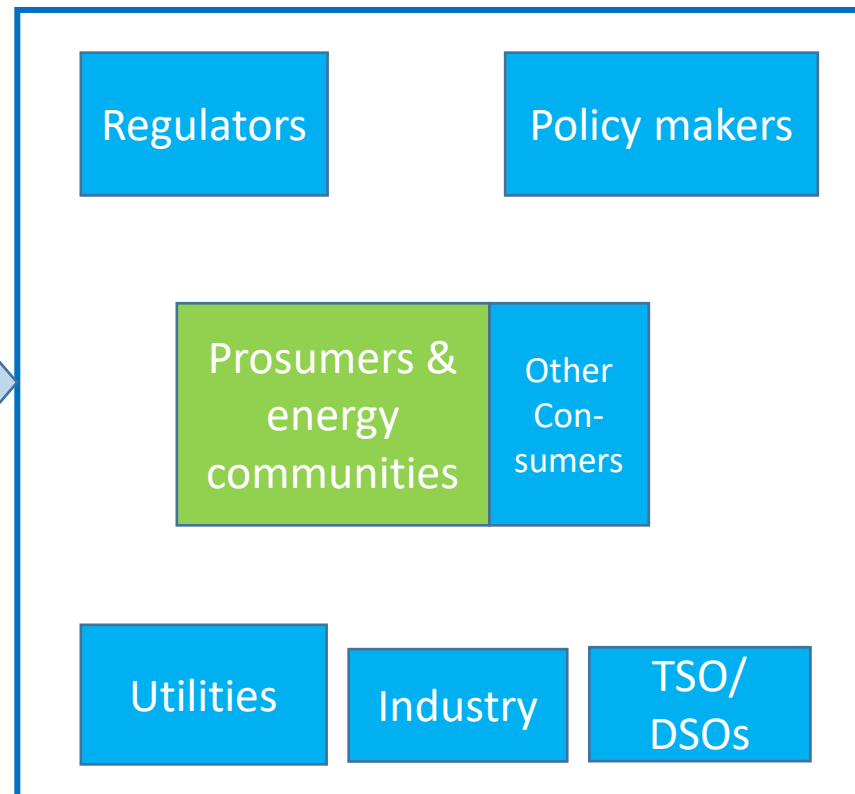 Regulators
Policy makers
Prosumers &
energy
communities
Other
Con-
sumers
Utilities
Industry
TSO/
DSOs